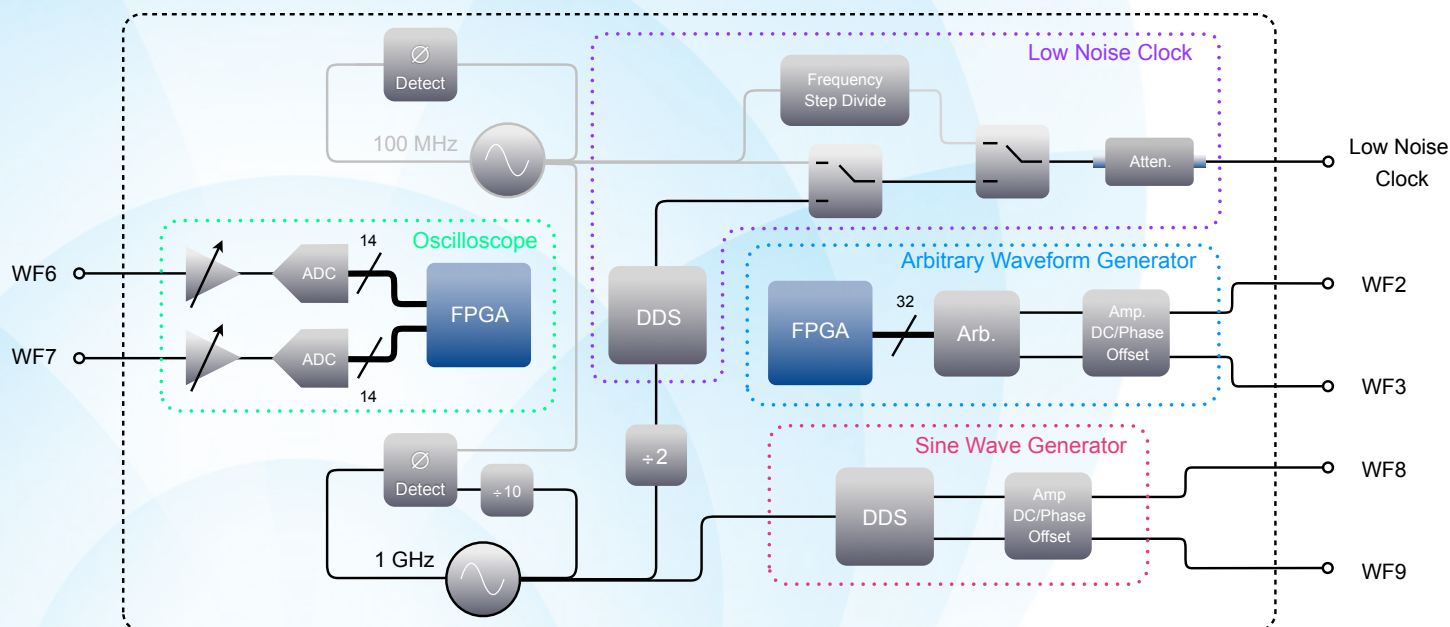 Ø
Detect
100 MHz
Low Noise Clock
Frequency
Step Divide
Atten.
Low Noise
Clock
Oscilloscope
WF6
ADC
14
FPGA
WF7
ADC
14
DDS
÷2
Arbitrary Waveform Generator
FPGA
32
Arb.
Amp.
DC/Phase
Offset
WF2
WF3
Ø
Detect
÷10
1 GHz
Sine Wave Generator
DDS
Amp
DC/Phase
Offset
WF8
WF9